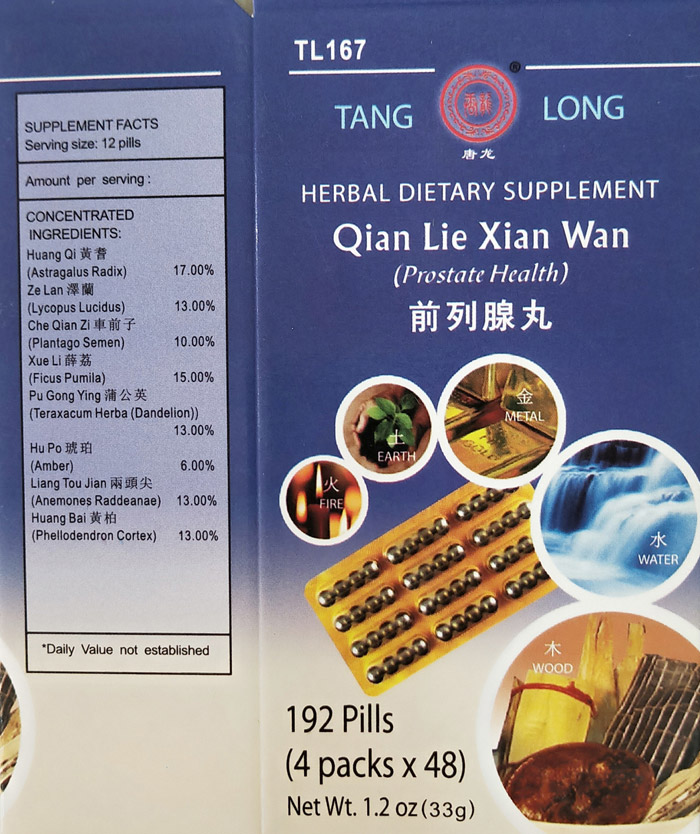 SUPPLEMENT FACTS
Serving size: 12 pills
Amount per serving :
CONCENTRATED
INGREDIENTS:
Huang Qi 黃耆
(Astragalus Radix) 17.00%
Ze Lan 澤蘭
(Lycopus Lucidus) 13.00%
Che Qian Zi 車前子
(Plantago Semen) 10.00%
Xue Li 薜荔
(Ficus Pumila) 15.00%
Pu Gong Ying 蒲公英
(Teraxacum Herba (Dandelion))
13.00%
Hu Po 琥珀
(Amber) 6.00%
Liang Tou Jian 兩頭尖
(Anemones Raddeanae) 13.00%
Huang Bai 黃柏
(Phellodendron Cortex) 13.00%
*Daily Value not established
TL167
®
TANG LONG
唐龙
HERBAL DIETARY SUPPLEMENT
Qian Lie Xian Wan
(Prostate Health)
前列腺丸
金
METAL
土
EARTH
火
FIRE
水
WATER
木
WOOD
192 Pills
(4 packs x 48)
Net Wt. 1.2 oz (33g)